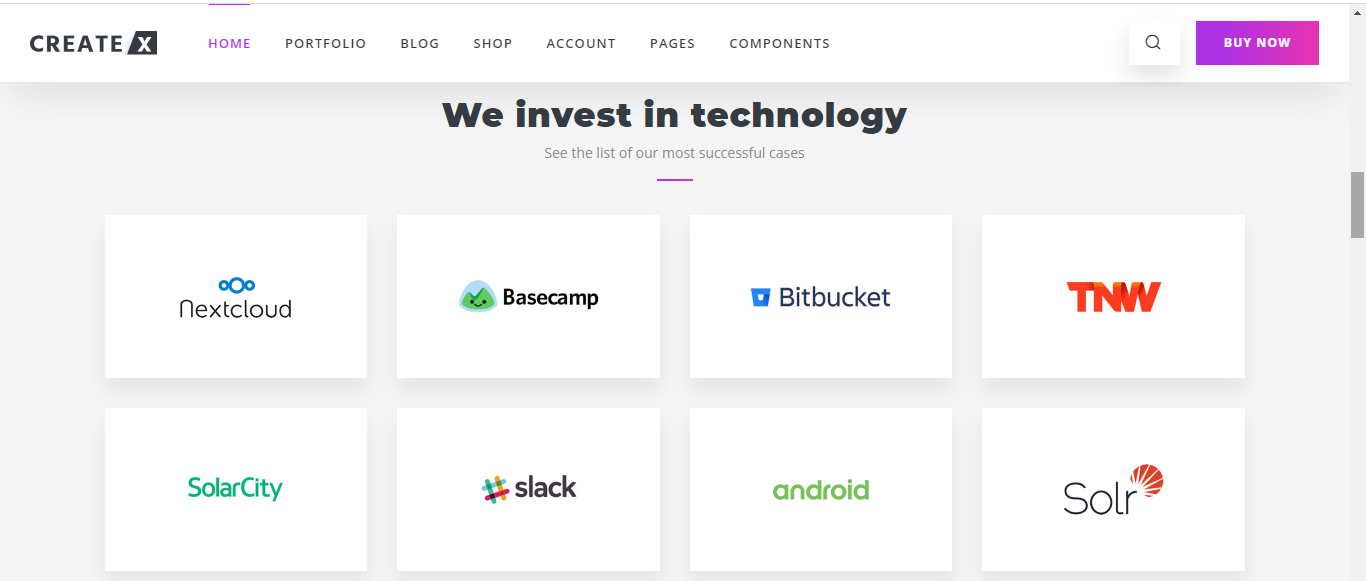 CREATE X HOME PORTFOLIO BLOG SHOP ACCOUNT PAGES COMPONENTS BUY NOW
We invest in technology
See the list of our most successful cases
Nextcloud Basecamp Bitbucket TNW
SolarCity slack android Solr